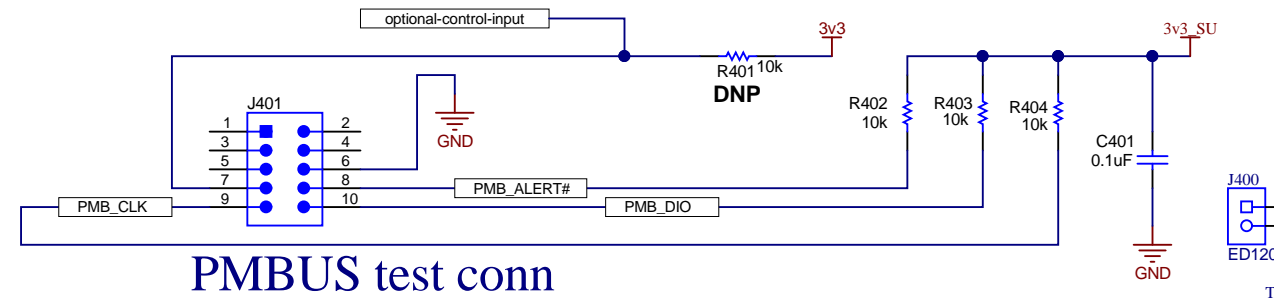 optional-control-input
3v3
3v3_SU
R401 10k
DNP
J401
1 2
3 4
5 6
7 8
9 10
GND
R402
10k
R403
10k
R404
10k
C401
0.1uF
PMB_ALERT#
PMB_CLK
PMB_DIO
GND
J400
ED120
T
PMBUS test conn